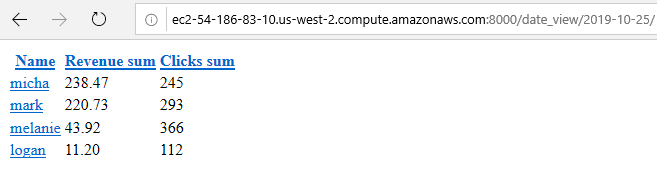 ec2-54-186-83-10.us-west-2.compute.amazonaws.com:8000/date_view/2019-10-25/
Name Revenue sum Clicks sum
micha 238.47 245
mark 220.73 293
melanie 43.92 366
logan 11.20 112